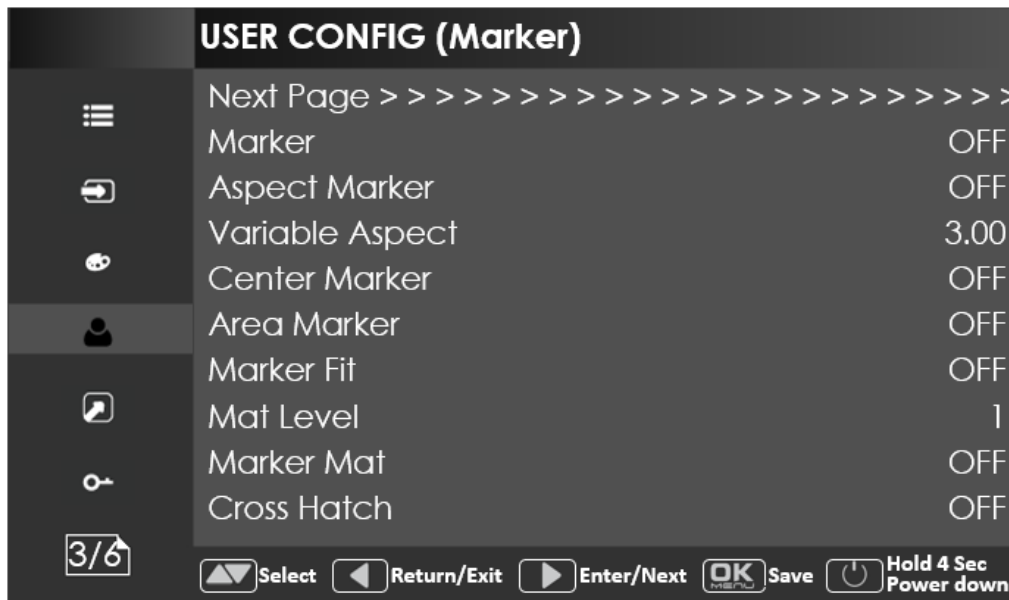 USER CONFIG (Marker)
Next Page > > > > > > > > > > > > > > > > > > > > > > >
Marker OFF
Aspect Marker OFF
Variable Aspect 3.00
Center Marker OFF
Area Marker OFF
Marker Fit OFF
Mat Level 1
Marker Mat OFF
Cross Hatch OFF
3/6
Select Return/Exit Enter/Next OK MENU Save Hold 4 Sec
Power down